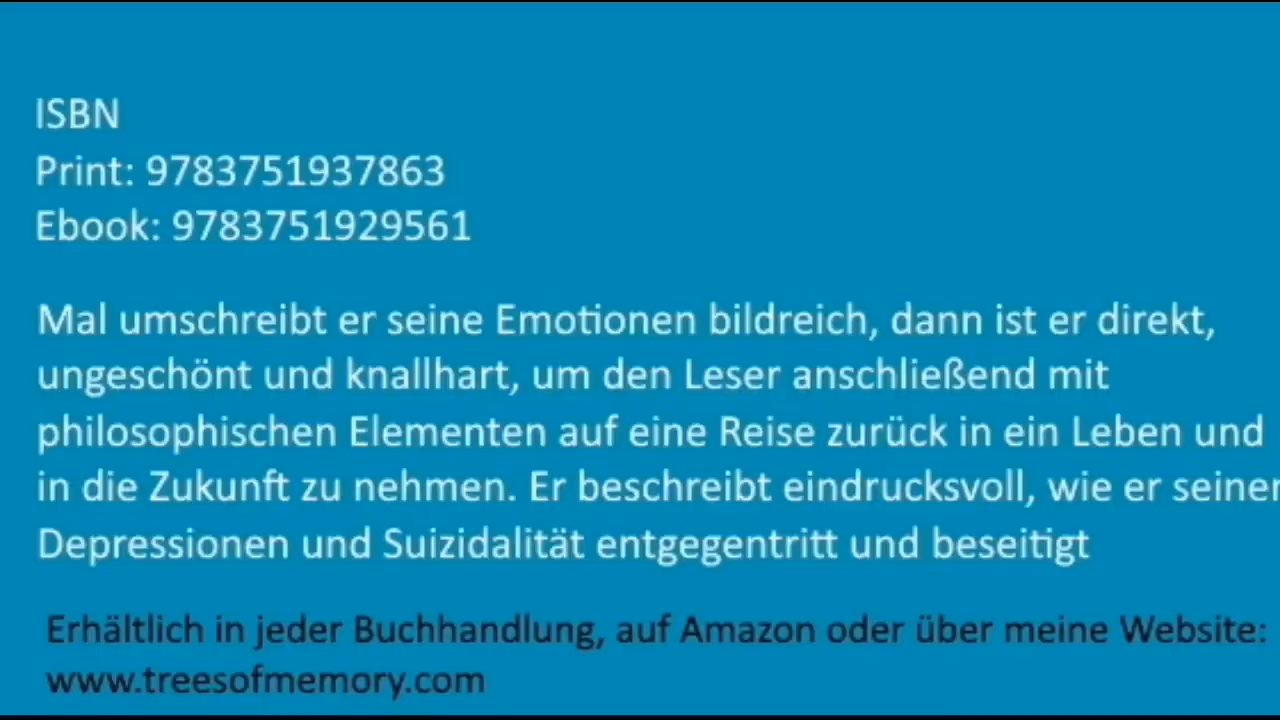 ISBN
Print: 9783751937863
Ebook: 9783751929561
Mal umschreibt er seine Emotionen bildreich, dann ist er direkt,
ungeschönt und knallhart, um den Leser anschließend mit
philosophischen Elementen auf eine Reise zurück in ein Leben und
in die Zukunft zu nehmen. Er beschreibt eindrucksvoll, wie er seiner
Depressionen und Suizidalität entgegentritt und beseitigt
Erhältlich in jeder Buchhandlung, auf Amazon oder über meine Website:
www.treesofmemory.com